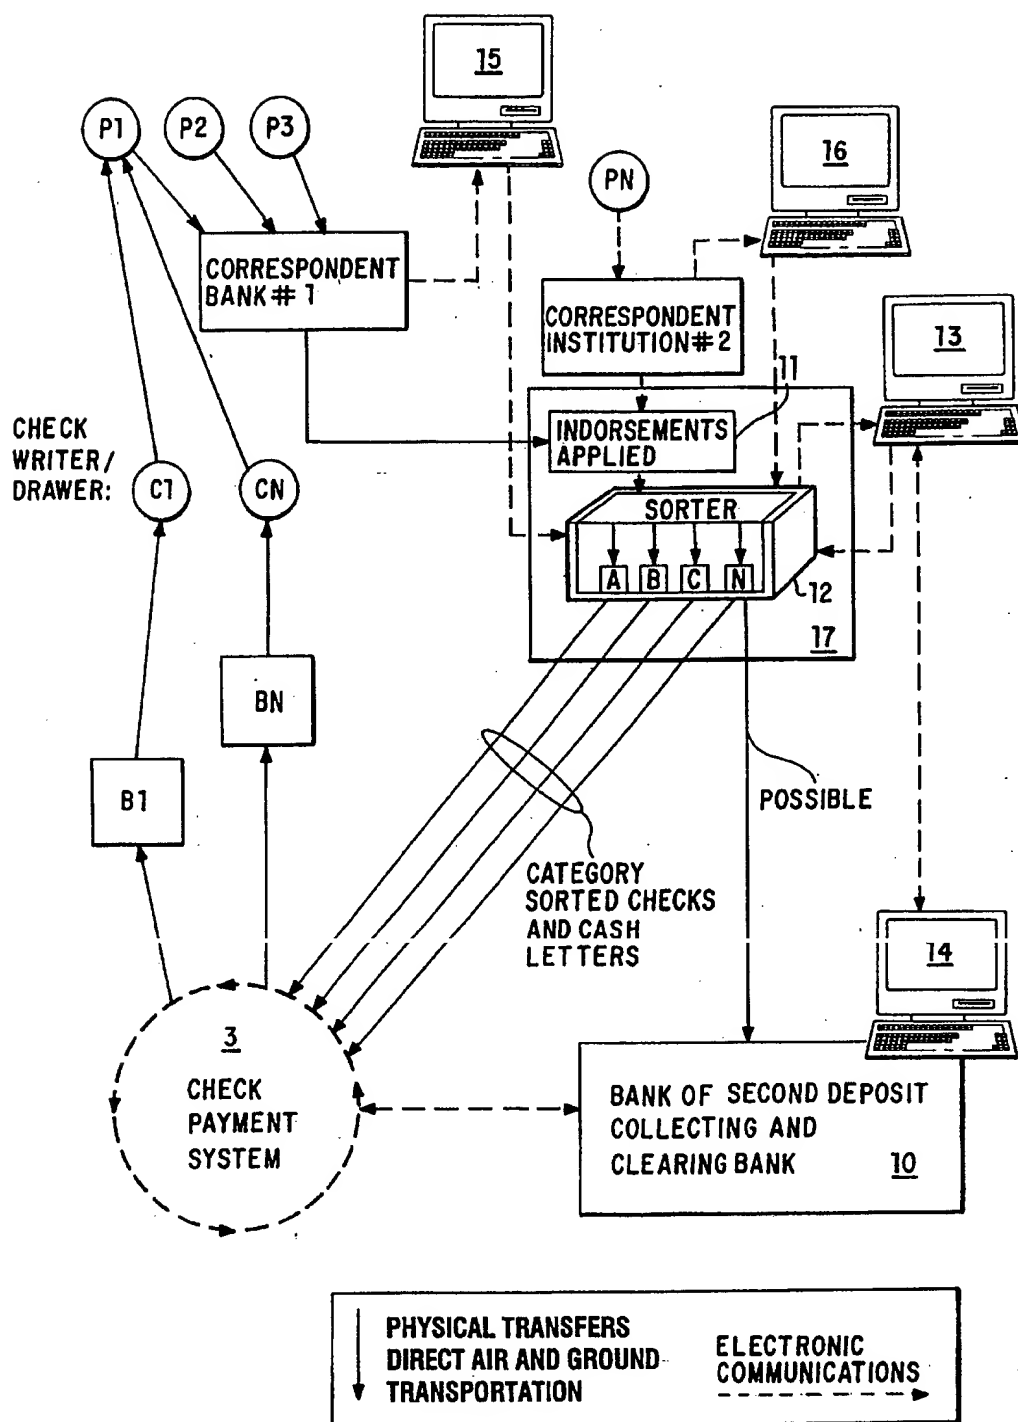 15
P1
P2
P3
16
PN
CORRESPONDENT
BANK # 1
CORRESPONDENT
INSTITUTION # 2
13
11
INDORSEMENTS
APPLIED
CHECK
WRITER/
DRAWER:
C1
CN
SORTER
A
B
C
N
12
17
BN
B1
POSSIBLE
CATEGORY
SORTED CHECKS
AND CASH
LETTERS
14
3
CHECK
PAYMENT
SYSTEM
BANK OF SECOND DEPOSIT
COLLECTING AND
CLEARING BANK
10
PHYSICAL TRANSFERS
DIRECT AIR AND GROUND
TRANSPORTATION
ELECTRONIC
COMMUNICATIONS